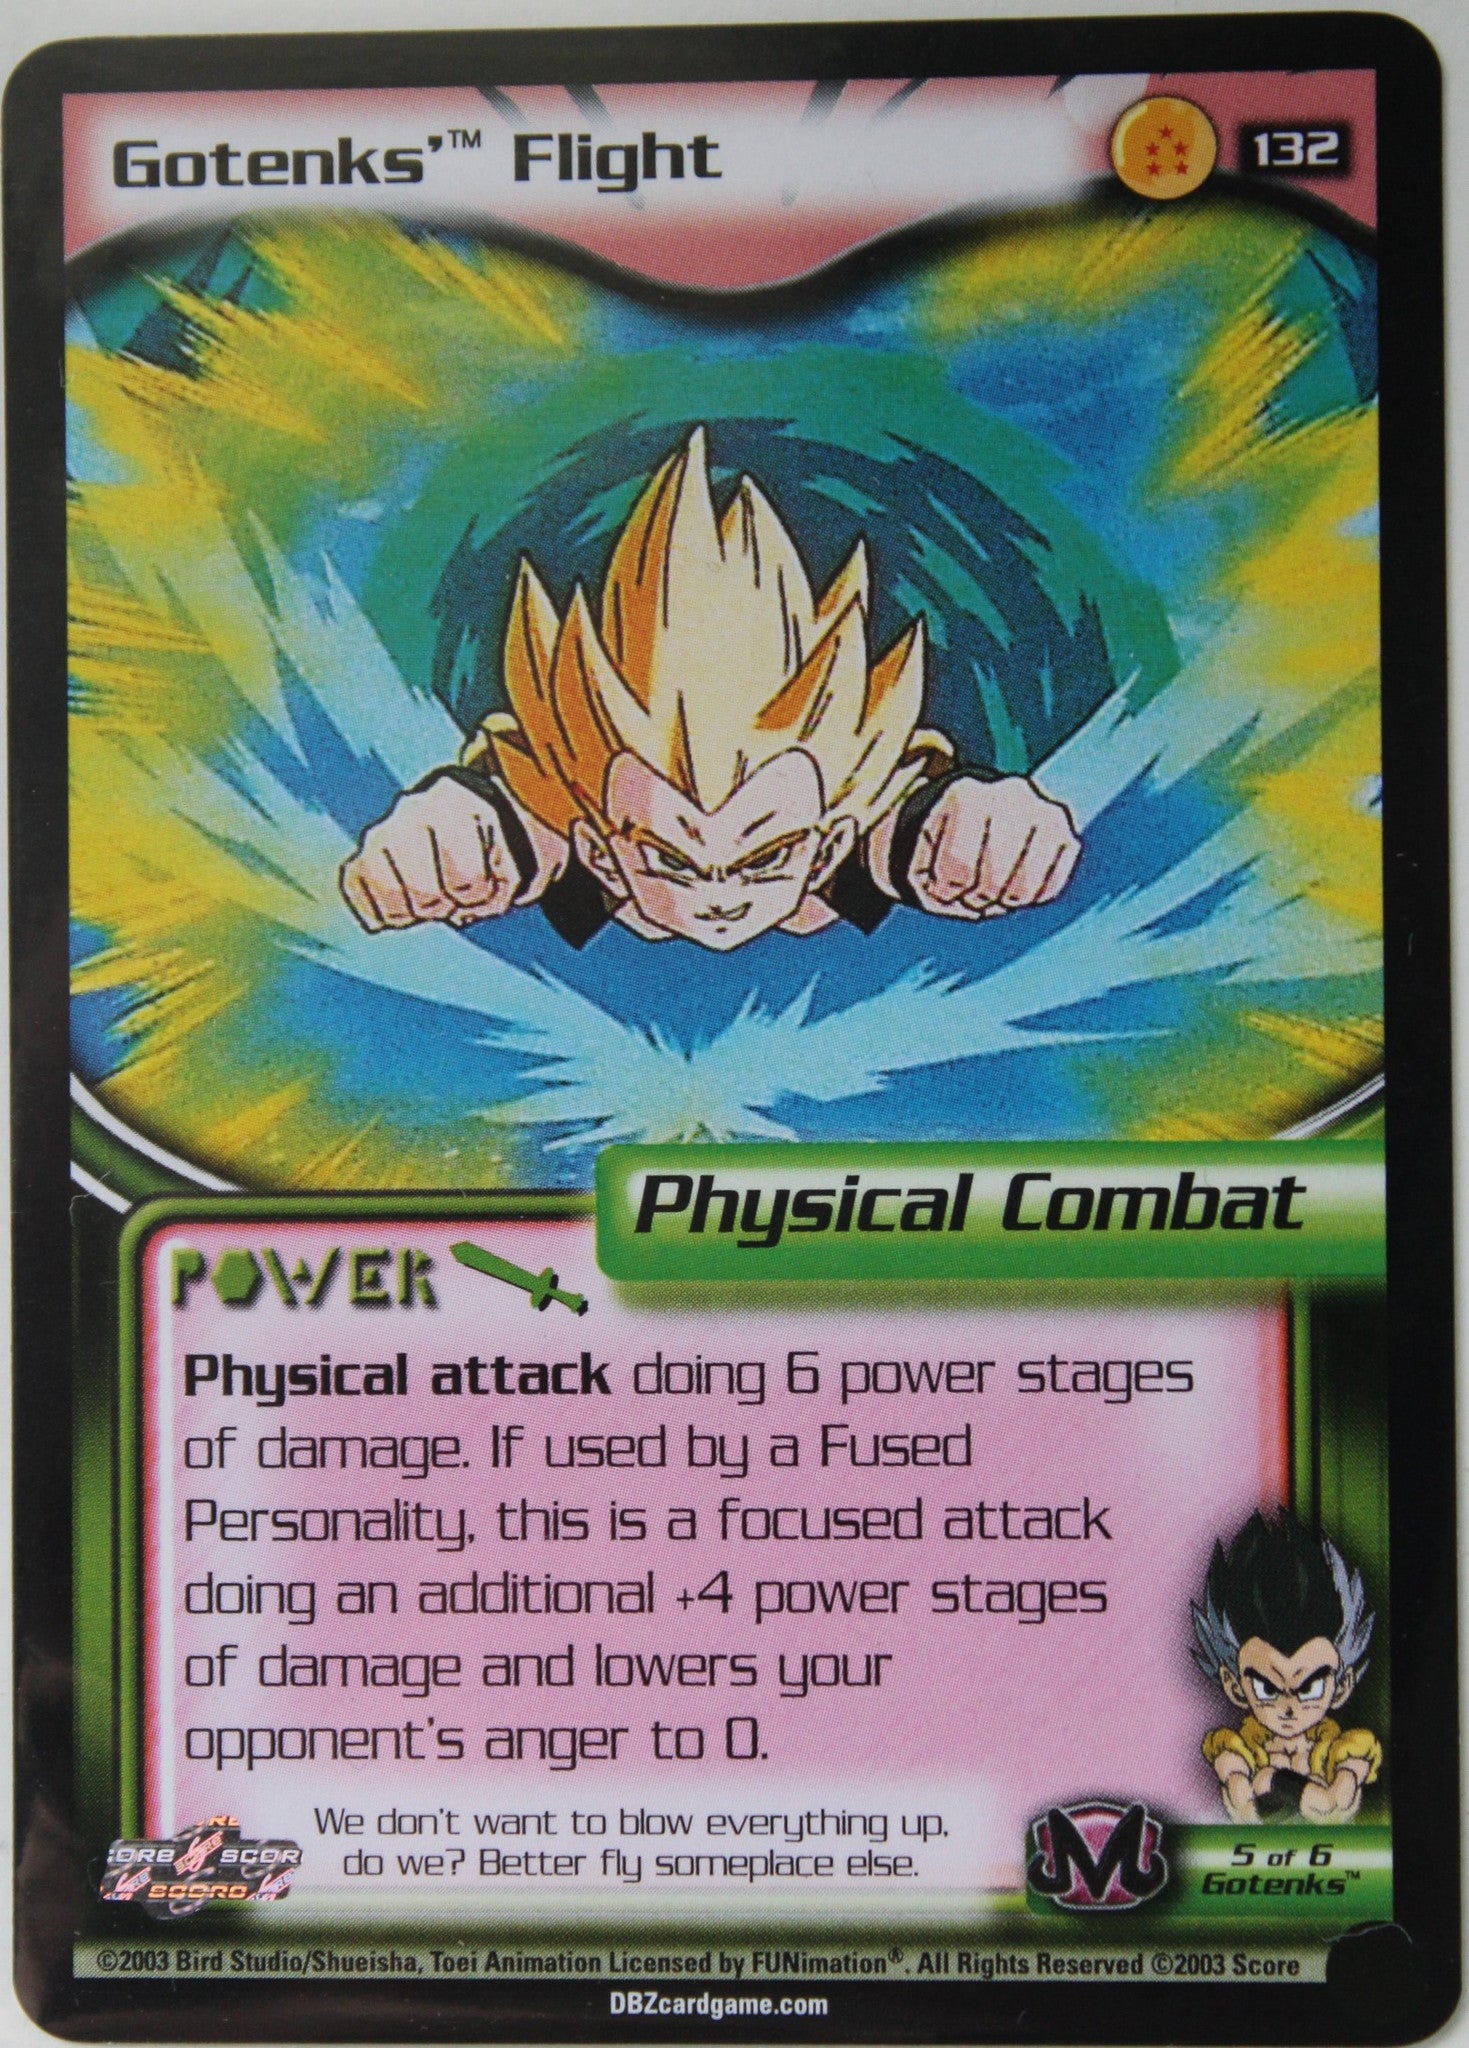 Gotenks'™ Flight
132
Physical Combat
POWER
Physical attack doing 6 power stages
of damage. If used by a Fused
Personality, this is a focused attack
doing an additional +4 power stages
of damage and lowers your
opponent's anger to 0.
We don't want to blow everything up,
do we? Better fly someplace else.
SCORE
M
5 of 6
Gotenks™
©2003 Bird Studio/Shueisha, Toei Animation Licensed by FUNimation®. All Rights Reserved ©2003 Score
DBZcardgame.com